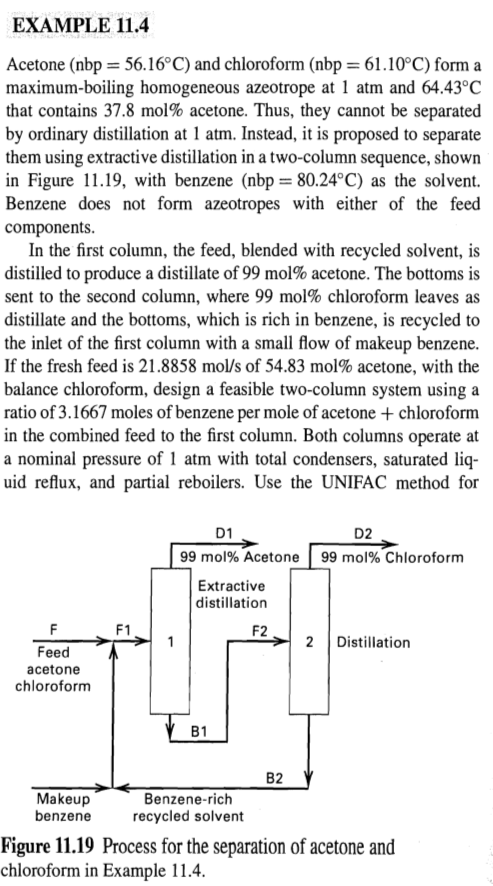 EXAMPLE 11.4
Acetone (nbp = 56.16°C) and chloroform (nbp = 61.10°C) form a
maximum-boiling homogeneous azeotrope at 1 atm and 64.43°C
that contains 37.8 mol% acetone. Thus, they cannot be separated
by ordinary distillation at 1 atm. Instead, it is proposed to separate
them using extractive distillation in a two-column sequence, shown
in Figure 11.19, with benzene (nbp = 80.24°C) as the solvent.
Benzene does not form azeotropes with either of the feed
components.
In the first column, the feed, blended with recycled solvent, is
distilled to produce a distillate of 99 mol% acetone. The bottoms is
sent to the second column, where 99 mol% chloroform leaves as
distillate and the bottoms, which is rich in benzene, is recycled to
the inlet of the first column with a small flow of makeup benzene.
If the fresh feed is 21.8858 mol/s of 54.83 mol% acetone, with the
balance chloroform, design a feasible two-column system using a
ratio of 3.1667 moles of benzene per mole of acetone + chloroform
in the combined feed to the first column. Both columns operate at
a nominal pressure of 1 atm with total condensers, saturated liq-
uid reflux, and partial reboilers. Use the UNIFAC method for
D1
99 mol% Acetone
D2
99 mol% Chloroform
Extractive
distillation
F
Feed
acetone
chloroform
F1
1
F2
2
Distillation
B1
B2
Makeup
benzene
Benzene-rich
recycled solvent
Figure 11.19 Process for the separation of acetone and
chloroform in Example 11.4.